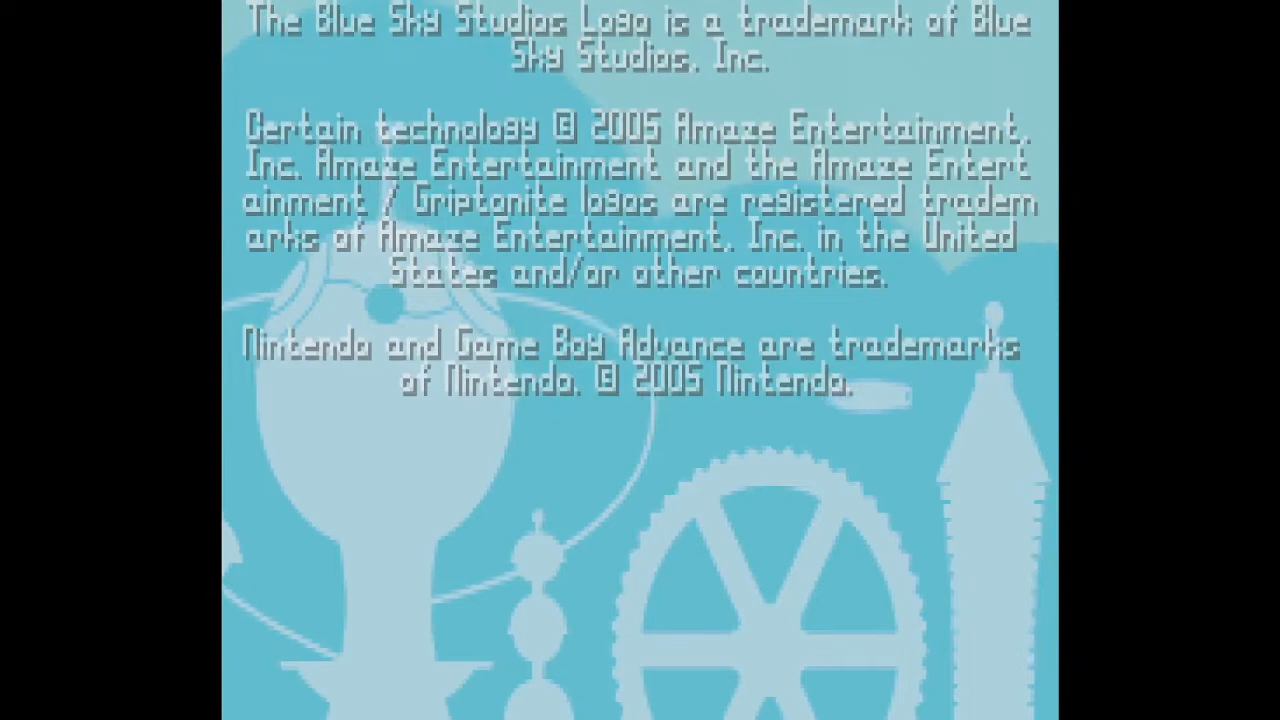 The Blue Sky Studios Logo is a trademark of Blue
Sky Studios, Inc.
Certain technology © 2005 Amaze Entertainment,
Inc. Amaze Entertainment and the Amaze Entert
ainment / Griptonite logos are registered tradem
arks of Amaze Entertainment, Inc. in the United
States and/or other countries.
Nintendo and Game Boy Advance are trademarks
of Nintendo. © 2005 Nintendo.